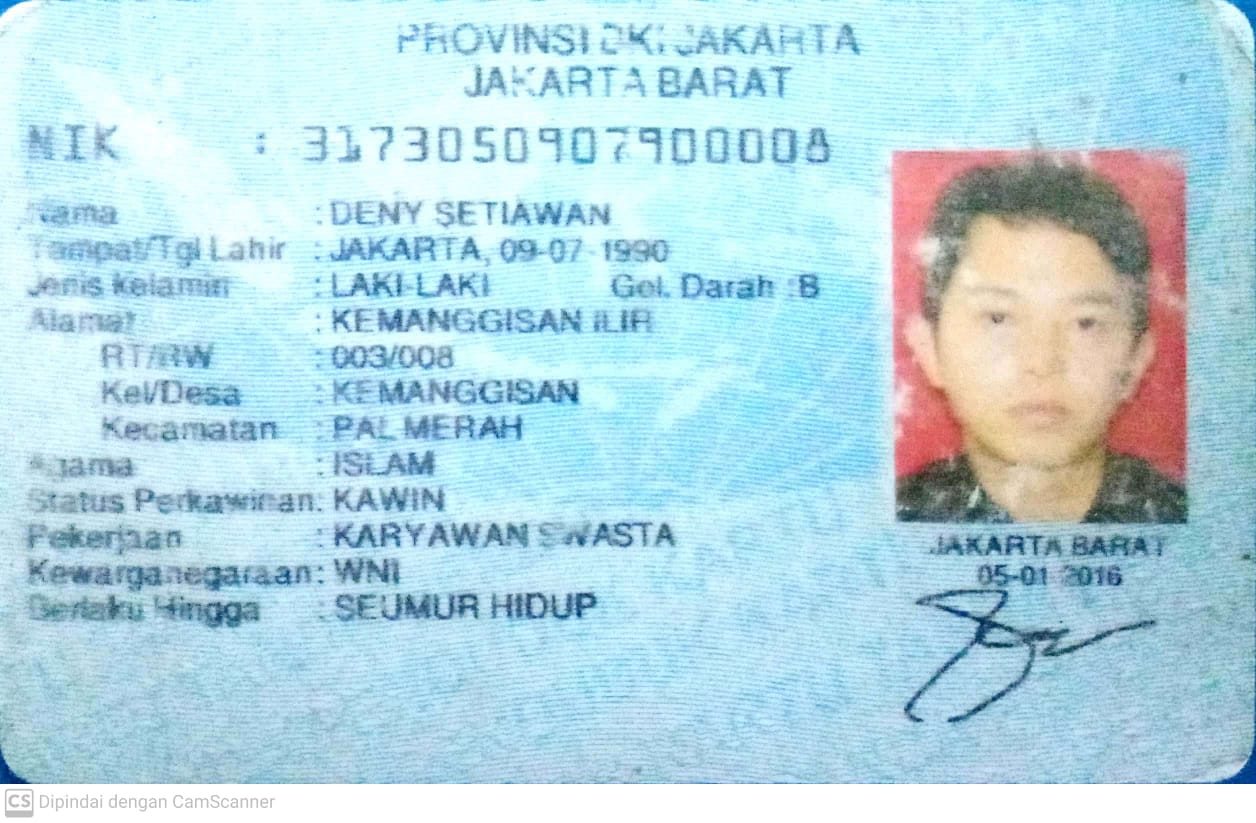 PROVINSI DKI JAKARTA
JAKARTA BARAT
NIK : 3173050907900008
Nama : DENY SETIAWAN
Tempat/Tgl Lahir : JAKARTA, 09-07-1990
Jenis kelamin : LAKI-LAKI Gol. Darah : B
Alamat : KEMANGGISAN ILIR
RT/RW : 003/008
Kel/Desa : KEMANGGISAN
Kecamatan : PAL MERAH
Agama : ISLAM
Status Perkawinan: KAWIN
Pekerjaan : KARYAWAN SWASTA
Kewarganegaraan: WNI
Berlaku Hingga : SEUMUR HIDUP
JAKARTA BARAT
05-01-2016
CS Dipindai dengan CamScanner